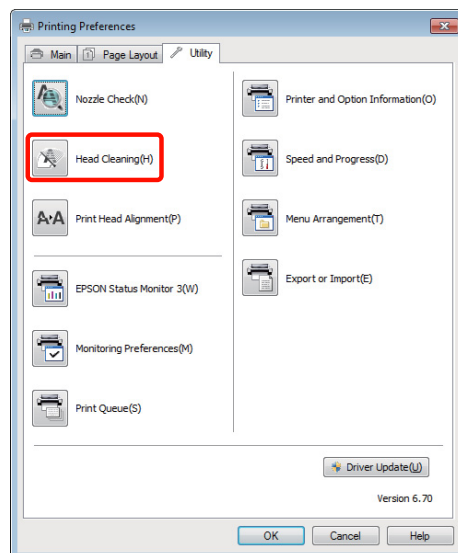 Printing Preferences
Main
Page Layout
Utility
Nozzle Check(N)
Head Cleaning(H)
Print Head Alignment(P)
EPSON Status Monitor 3(W)
Monitoring Preferences(M)
Print Queue(S)
Printer and Option Information(O)
Speed and Progress(D)
Menu Arrangement(T)
Export or Import(E)
Driver Update(U)
Version 6.70
OK
Cancel
Help